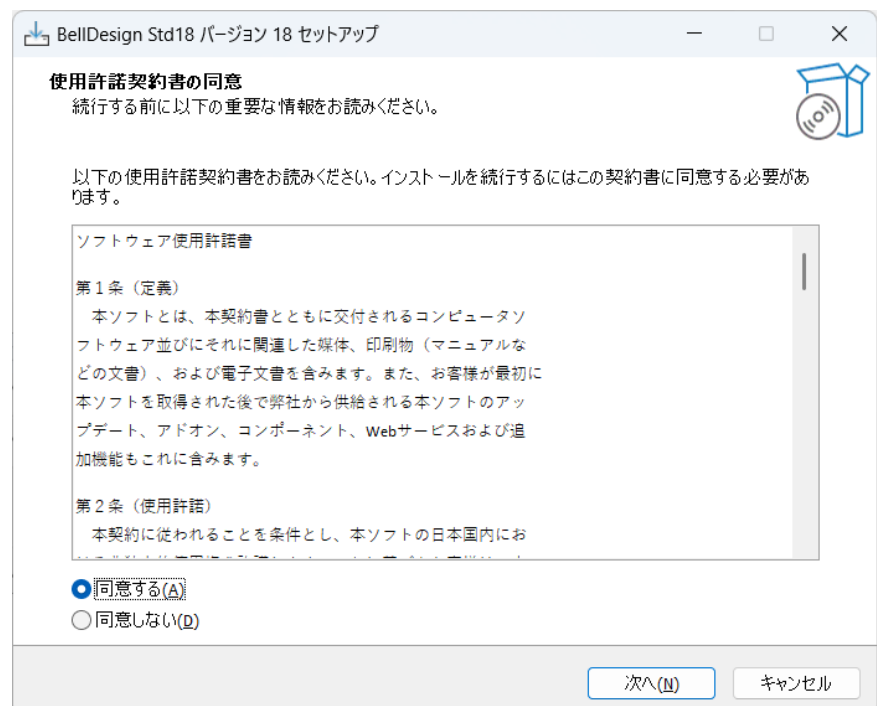 BellDesign Std18 バージョン 18 セットアップ
使用許諾契約書の同意
続行する前に以下の重要な情報をお読みください。
以下の使用許諾契約書をお読みください。インストールを続行するにはこの契約書に同意する必要があ
ります。
ソフトウェア使用許諾書
第１条（定義）
　本ソフトとは、本契約書とともに交付されるコンピュータソ
フトウェア並びにそれに関連した媒体、印刷物（マニュアルな
どの文書）、および電子文書を含みます。また、お客様が最初に
本ソフトを取得された後で弊社から供給される本ソフトのアッ
プデート、アドオン、コンポーネント、Webサービスおよび追
加機能もこれに含みます。
第２条（使用許諾）
　本契約に従われることを条件とし、本ソフトの日本国内にお
同意する(A)
同意しない(D)
次へ(N)
キャンセル